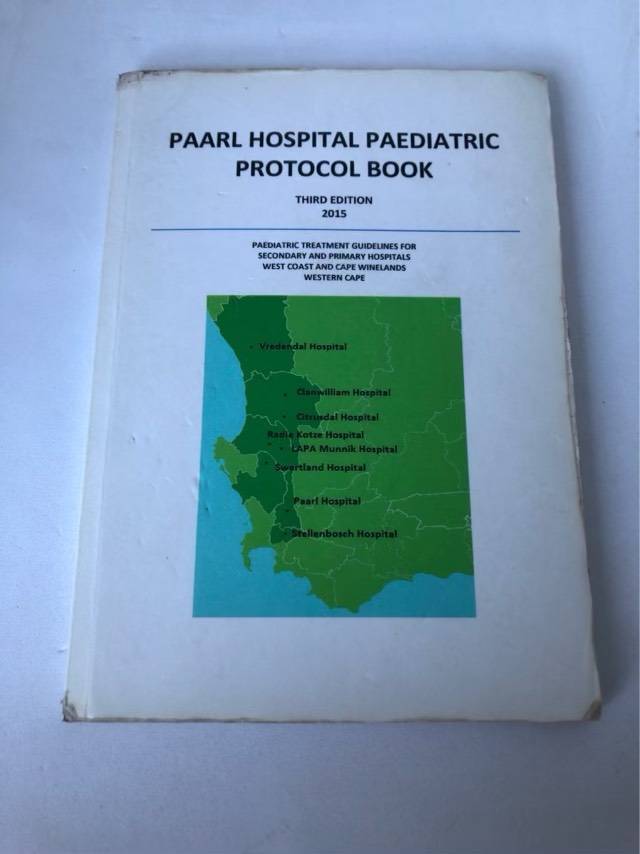 PAARL HOSPITAL PAEDIATRIC
PROTOCOL BOOK
THIRD EDITION
2015
PAEDIATRIC TREATMENT GUIDELINES FOR
SECONDARY AND PRIMARY HOSPITALS
WEST COAST AND CAPE WINELANDS
WESTERN CAPE
Vredendal Hospital
Clanwilliam Hospital
Citrusdal Hospital
Radie Kotze Hospital
LAPA Munnik Hospital
Swartland Hospital
Paarl Hospital
Stellenbosch Hospital